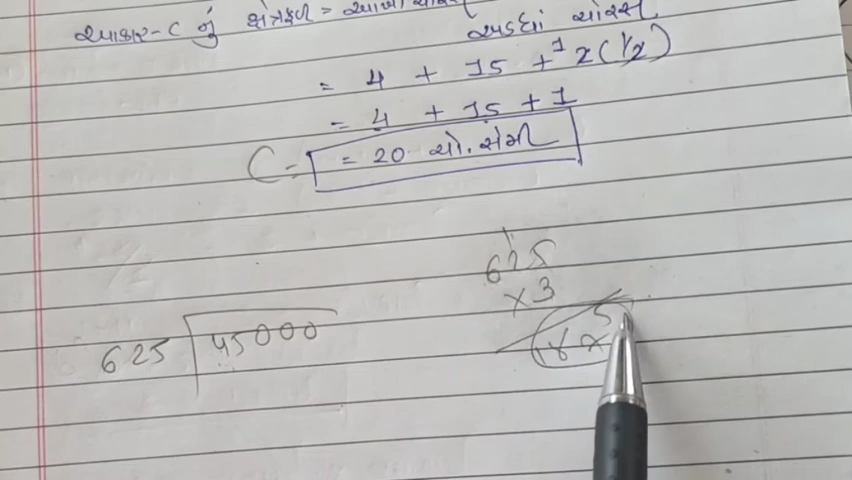 આકાર-C નું ક્ષેત્રફળ =
= 4 + 15 + 2(1/2)
= 4 + 15 + 1
C = = 20 ચો.સેમી
625
× 3
625 45000